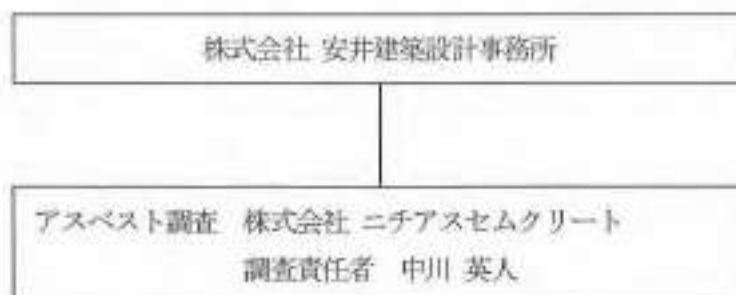 株式会社 安井建築設計事務所
アスベスト調査　株式会社 ニチアスセムクリート
調査責任者　中川 英人